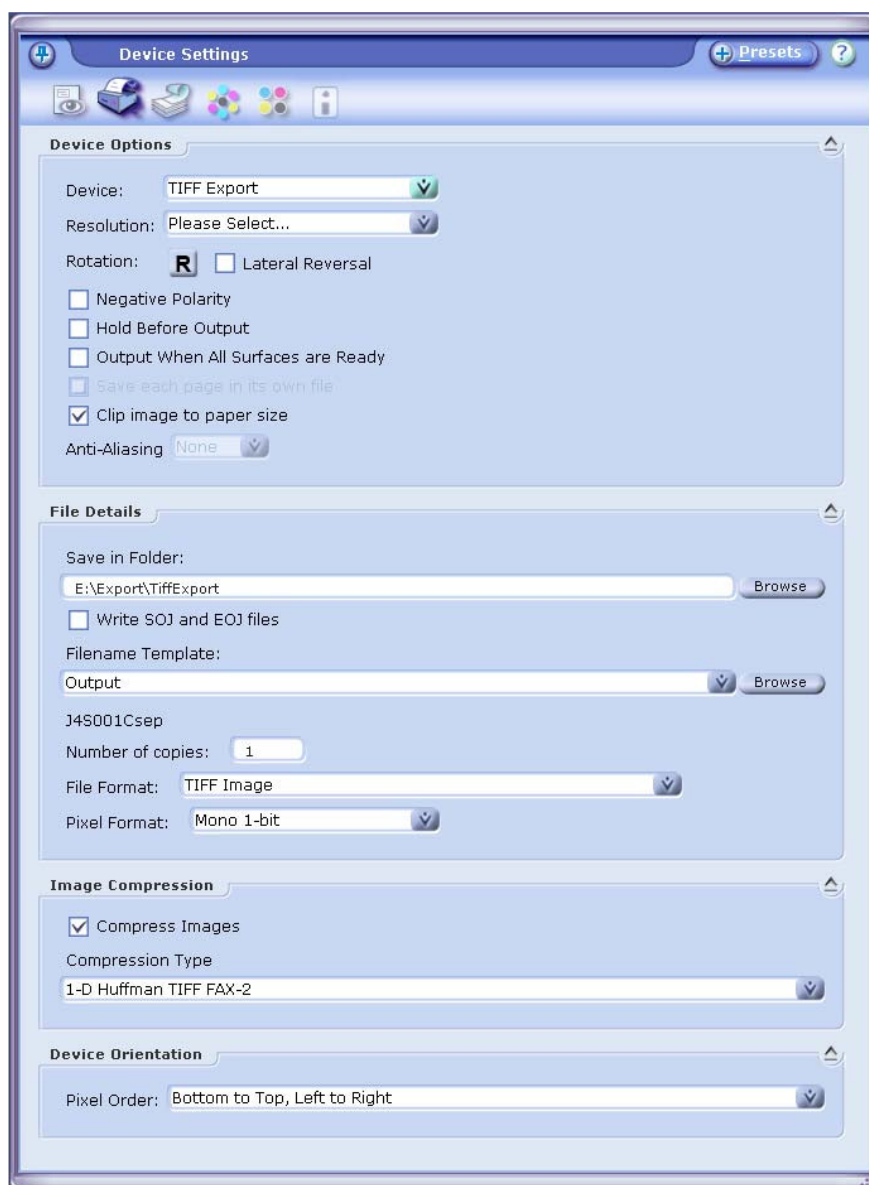 Device Settings
Presets
?
Device Options
Device: TIFF Export
Resolution: Please Select...
Rotation: R Lateral Reversal
Negative Polarity
Hold Before Output
Output When All Surfaces are Ready
Save each page in its own file
Clip image to paper size
Anti-Aliasing None
File Details
Save in Folder:
E:\Export\TiffExport
Browse
Write SOJ and EOJ files
Filename Template:
Output
Browse
J4S001Csep
Number of copies: 1
File Format: TIFF Image
Pixel Format: Mono 1-bit
Image Compression
Compress Images
Compression Type
1-D Huffman TIFF FAX-2
Device Orientation
Pixel Order: Bottom to Top, Left to Right